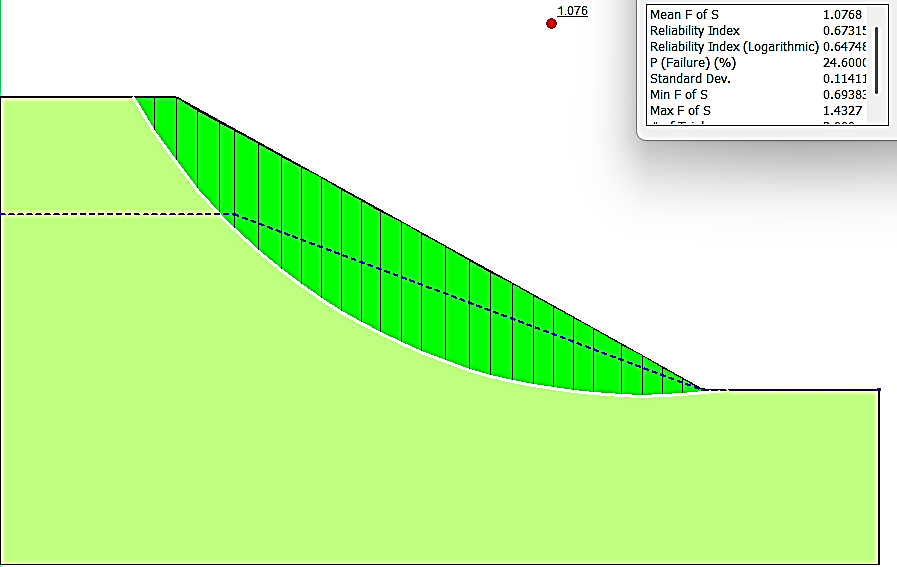 1.076
Mean F of S 1.0768
Reliability Index 0.67315
Reliability Index (Logarithmic) 0.64748
P (Failure) (%) 24.6000
Standard Dev. 0.11411
Min F of S 0.69383
Max F of S 1.4327